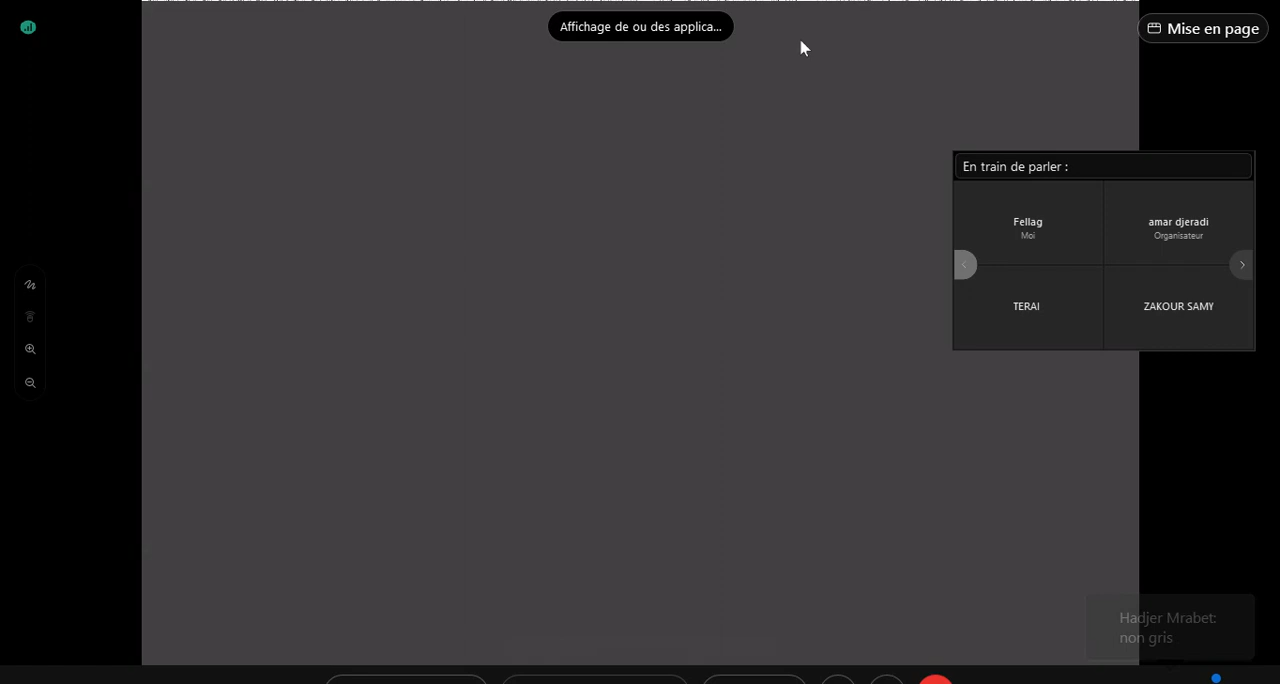 Affichage de ou des applica...
Mise en page
En train de parler :
Fellag
Moi
amar djeradi
Organisateur
TERAI
ZAKOUR SAMY
Hadjer Mrabet:
non gris